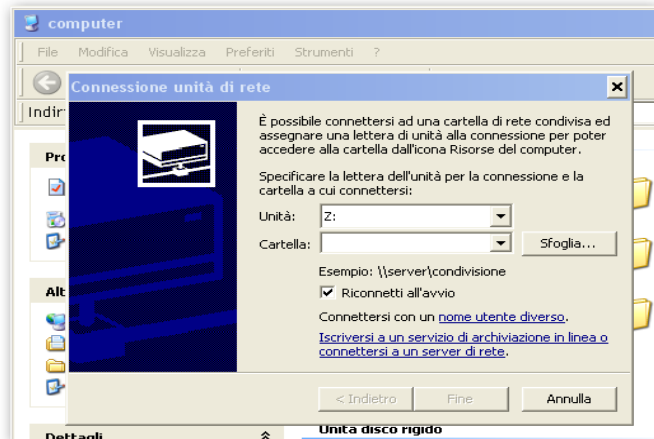 computer
File Modifica Visualizza Preferiti Strumenti ?
Connessione unità di rete
È possibile connettersi ad una cartella di rete condivisa ed
assegnare una lettera di unità alla connessione per poter
accedere alla cartella dall'icona Risorse del computer.
Specificare la lettera dell'unità per la connessione e la
cartella a cui connettersi:
Unità: Z:
Cartella: Sfoglia...
Esempio: \\server\condivisione
Riconnetti all'avvio
Connettersi con un nome utente diverso.
Iscriversi a un servizio di archiviazione in linea o
connettersi a un server di rete.
< Indietro Fine Annulla
Unità disco rigido
Dettagli